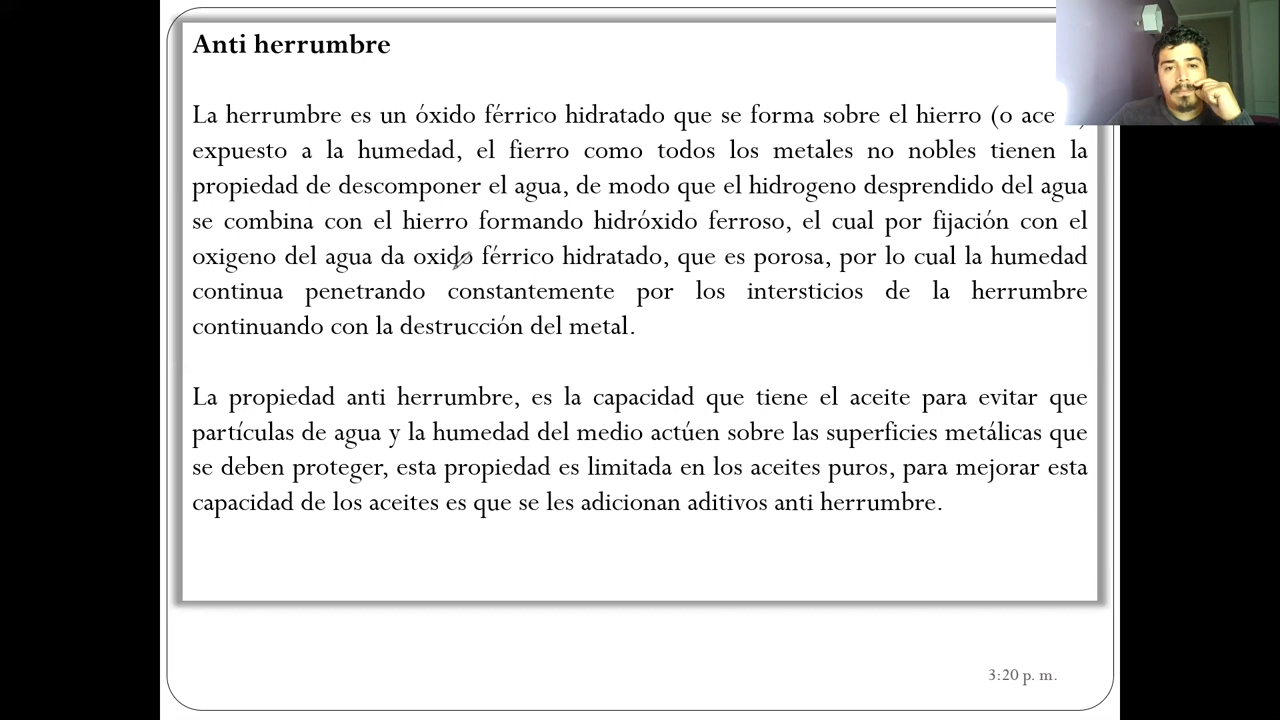 Anti herrumbre
La herrumbre es un óxido férrico hidratado que se forma sobre el hierro (o
expuesto a la humedad, el fierro como todos los metales no nobles tienen la
propiedad de descomponer el agua, de modo que el hidrogeno desprendido del agua
se combina con el hierro formando hidróxido ferroso, el cual por fijación con el
oxigeno del agua da oxido férrico hidratado, que es porosa, por lo cual la humedad
continua penetrando constantemente por los intersticios de la herrumbre
continuando con la destrucción del metal.
La propiedad anti herrumbre, es la capacidad que tiene el aceite para evitar que
partículas de agua y la humedad del medio actúen sobre las superficies metálicas que
se deben proteger, esta propiedad es limitada en los aceites puros, para mejorar esta
capacidad de los aceites es que se les adicionan aditivos anti herrumbre.
3:20 p. m.